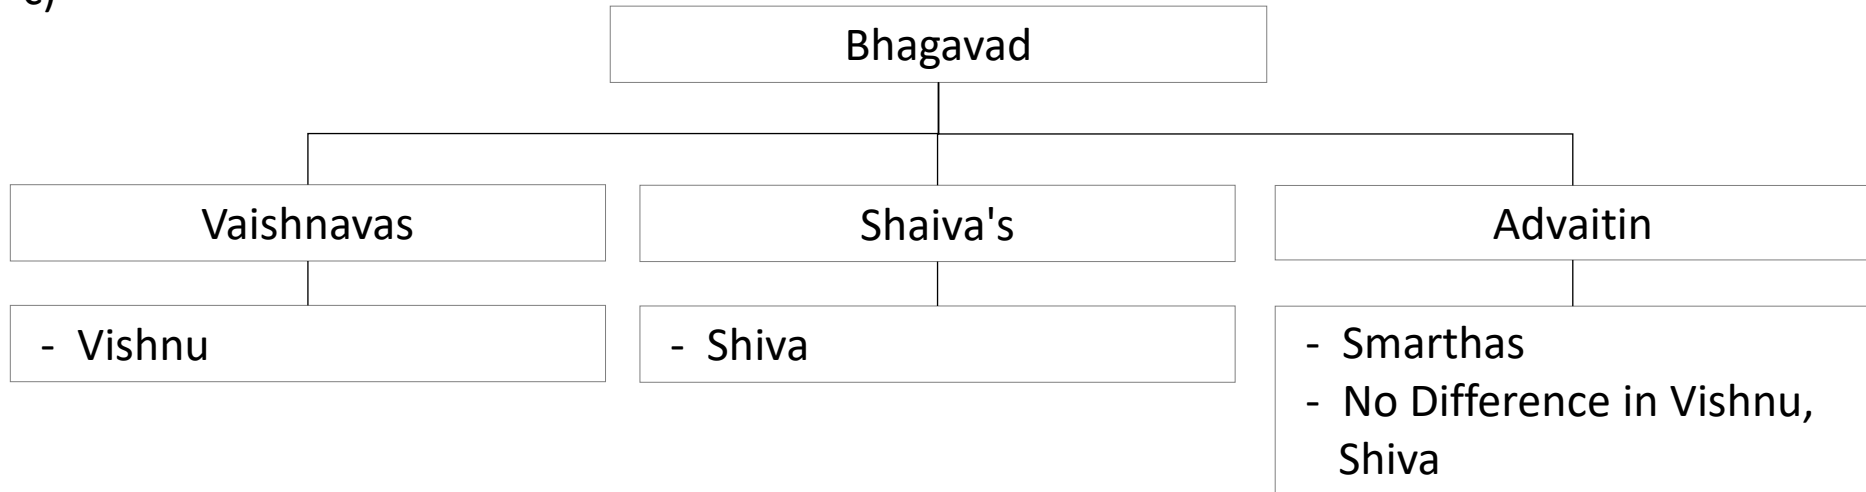 Bhagavad
Vaishnavas
Shaiva's
Advaitin
- Vishnu
- Shiva
- Smarthas
- No Difference in Vishnu,
Shiva